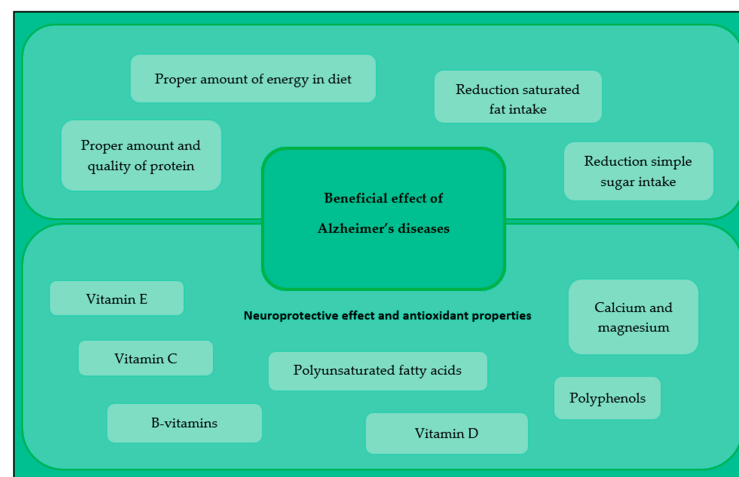 Proper amount of energy in diet
Reduction saturated
fat intake
Proper amount and
quality of protein
Reduction simple
sugar intake
Beneficial effect of
Alzheimer's diseases
Neuroprotective effect and antioxidant properties
Vitamin E
Calcium and
magnesium
Vitamin C
Polyunsaturated fatty acids
Polyphenols
B-vitamins
Vitamin D